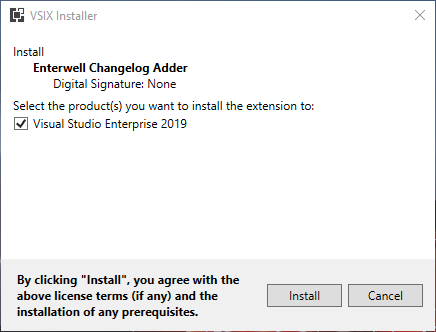 VSIX Installer
Install
Enterwell Changelog Adder
Digital Signature: None
Select the product(s) you want to install the extension to:
Visual Studio Enterprise 2019
By clicking "Install", you agree with the
above license terms (if any) and the
installation of any prerequisites.
Install
Cancel